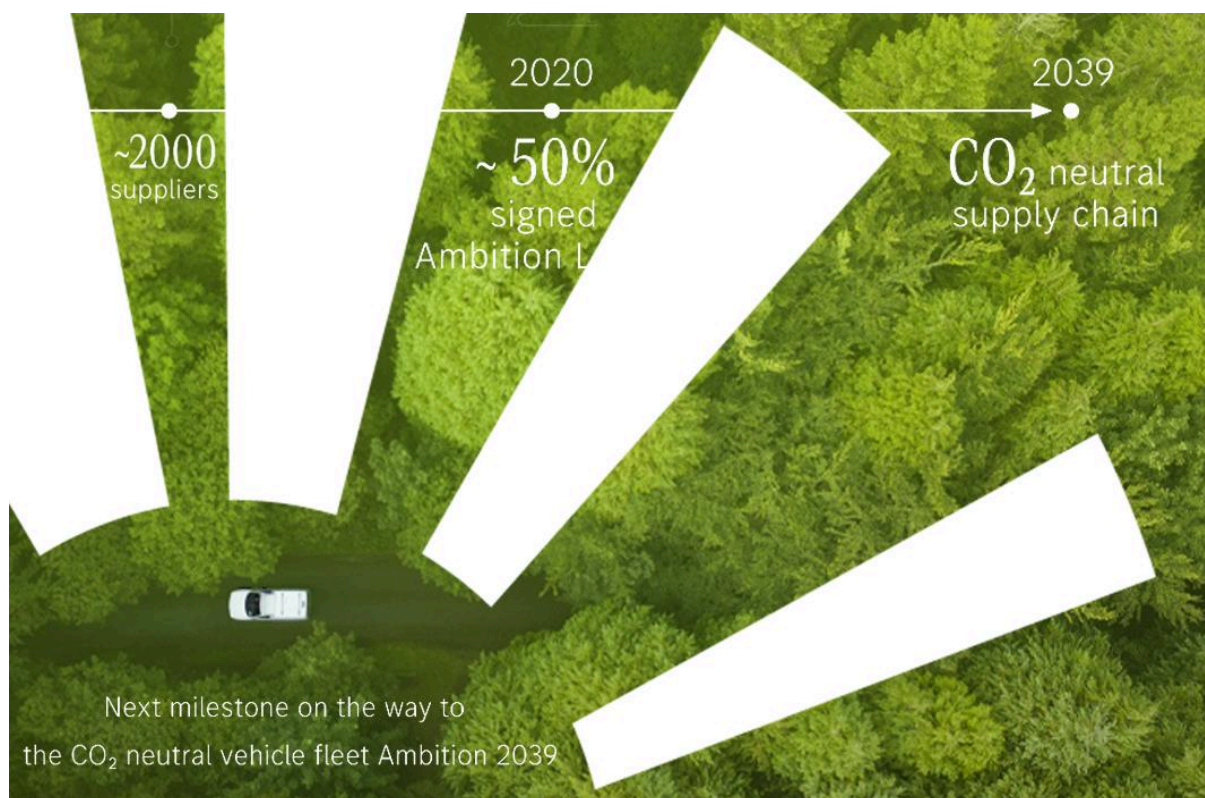 2020
2039
~2000
suppliers
~ 50%
signed
Ambition L
CO₂ neutral
supply chain
Next milestone on the way to
the CO₂ neutral vehicle fleet Ambition 2039